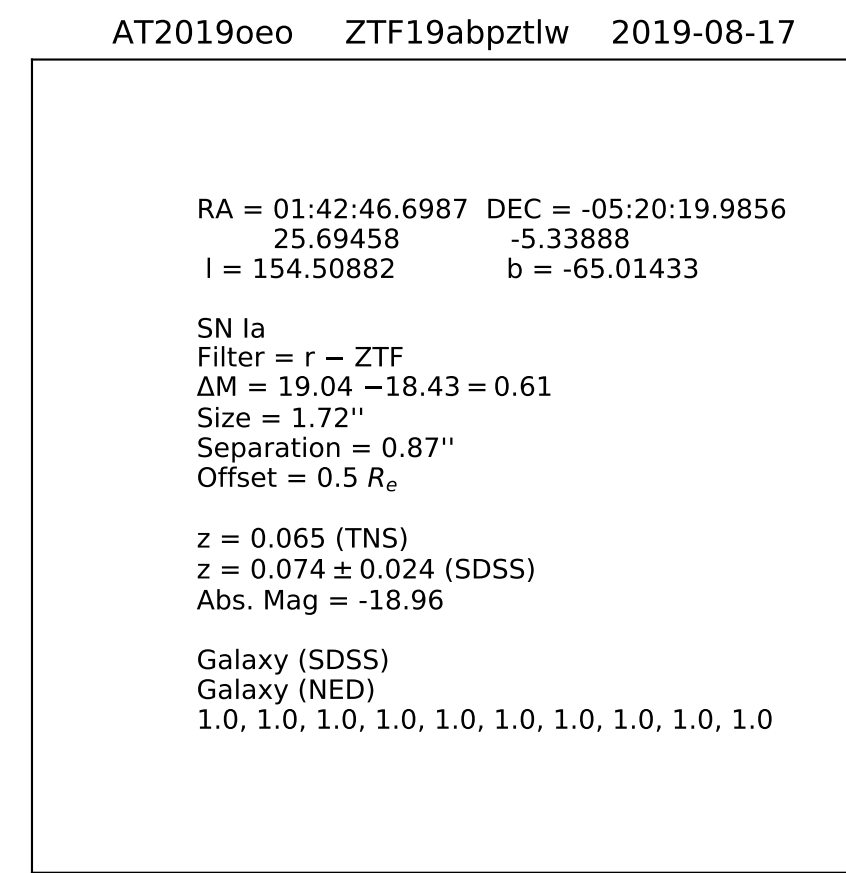 AT2019oeo ZTF19abpztlw 2019-08-17
RA = 01:42:46.6987 DEC = -05:20:19.9856
25.69458 -5.33888
l = 154.50882 b = -65.01433
SN Ia
Filter = r − ZTF
ΔM = 19.04 −18.43 = 0.61
Size = 1.72''
Separation = 0.87''
Offset = 0.5 Re
z = 0.065 (TNS)
z = 0.074 ± 0.024 (SDSS)
Abs. Mag = -18.96
Galaxy (SDSS)
Galaxy (NED)
1.0, 1.0, 1.0, 1.0, 1.0, 1.0, 1.0, 1.0, 1.0, 1.0